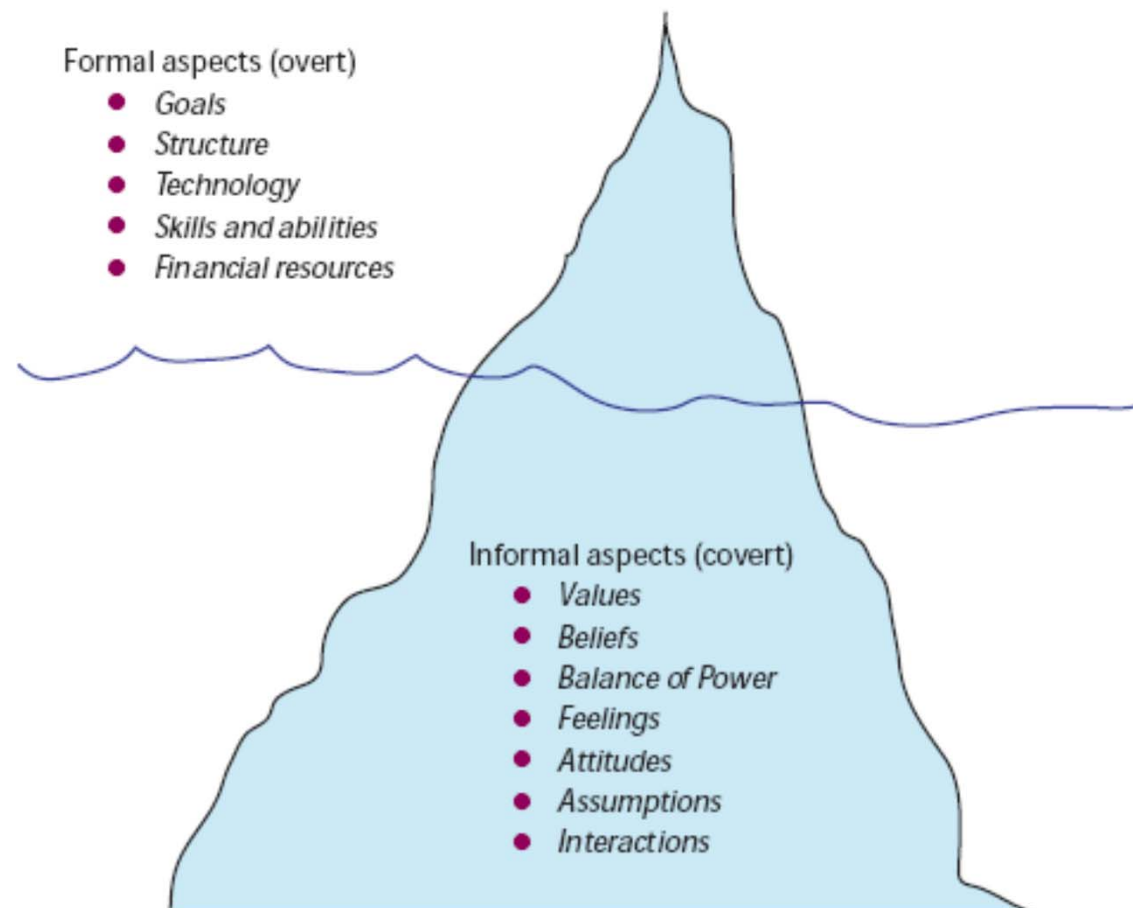 Formal aspects (overt)
Goals
Structure
Technology
Skills and abilities
Financial resources
Informal aspects (covert)
Values
Beliefs
Balance of Power
Feelings
Attitudes
Assumptions
Interactions